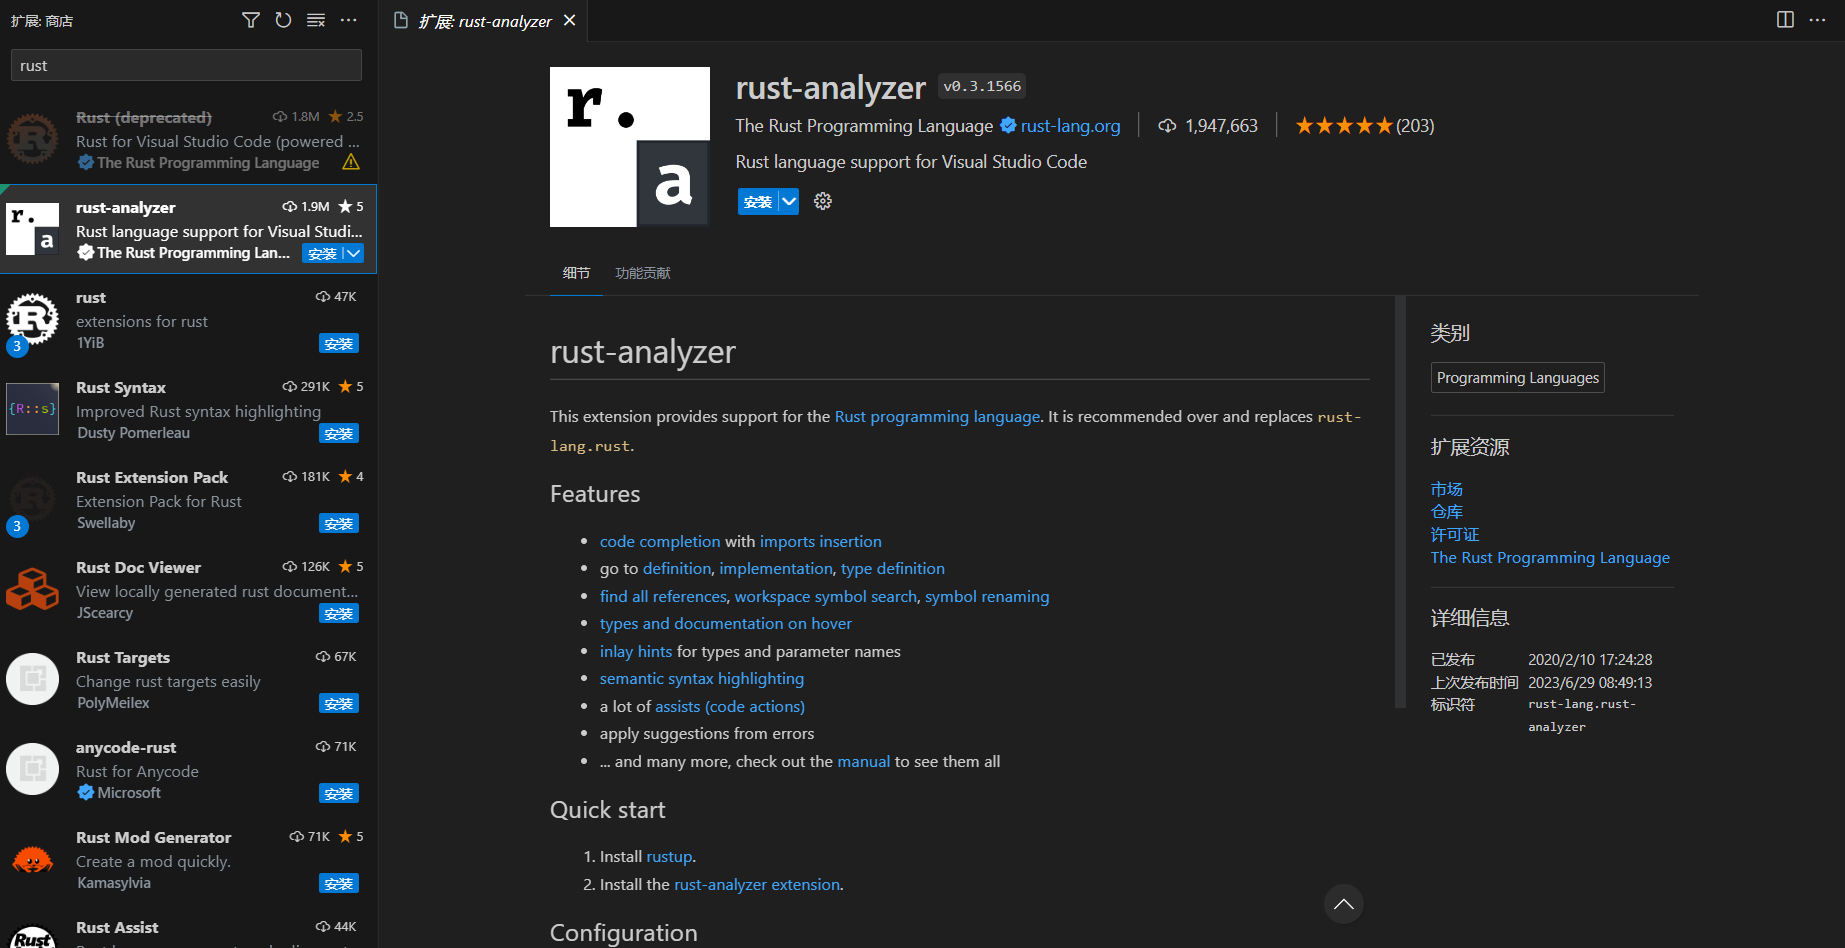 扩展: 商店
rust
Rust (deprecated) 1.8M 2.5
Rust for Visual Studio Code (powered ...
The Rust Programming Language
rust-analyzer 1.9M 5
Rust language support for Visual Studi...
The Rust Programming Lan... 安装
rust 47K
extensions for rust
1YiB 安装
3
Rust Syntax 291K 5
{R::s} Improved Rust syntax highlighting
Dusty Pomerleau 安装
Rust Extension Pack 181K 4
Extension Pack for Rust
Swellaby 安装
3
Rust Doc Viewer 126K 5
View locally generated rust document...
JScearcy 安装
Rust Targets 67K
Change rust targets easily
PolyMeilex 安装
anycode-rust 71K
Rust for Anycode
Microsoft 安装
Rust Mod Generator 71K 5
Create a mod quickly.
Kamasylvia 安装
Rust Assist 44K
Rust
扩展: rust-analyzer
r.
a
rust-analyzer v0.3.1566
The Rust Programming Language rust-lang.org 1,947,663 (203)
Rust language support for Visual Studio Code
安装
细节 功能贡献
rust-analyzer
This extension provides support for the Rust programming language. It is recommended over and replaces rust-
lang.rust.
Features
• code completion with imports insertion
• go to definition, implementation, type definition
• find all references, workspace symbol search, symbol renaming
• types and documentation on hover
• inlay hints for types and parameter names
• semantic syntax highlighting
• a lot of assists (code actions)
• apply suggestions from errors
• ... and many more, check out the manual to see them all
Quick start
1. Install rustup.
2. Install the rust-analyzer extension.
Configuration
类别
Programming Languages
扩展资源
市场
仓库
许可证
The Rust Programming Language
详细信息
已发布 2020/2/10 17:24:28
上次发布时间 2023/6/29 08:49:13
标识符 rust-lang.rust-
analyzer